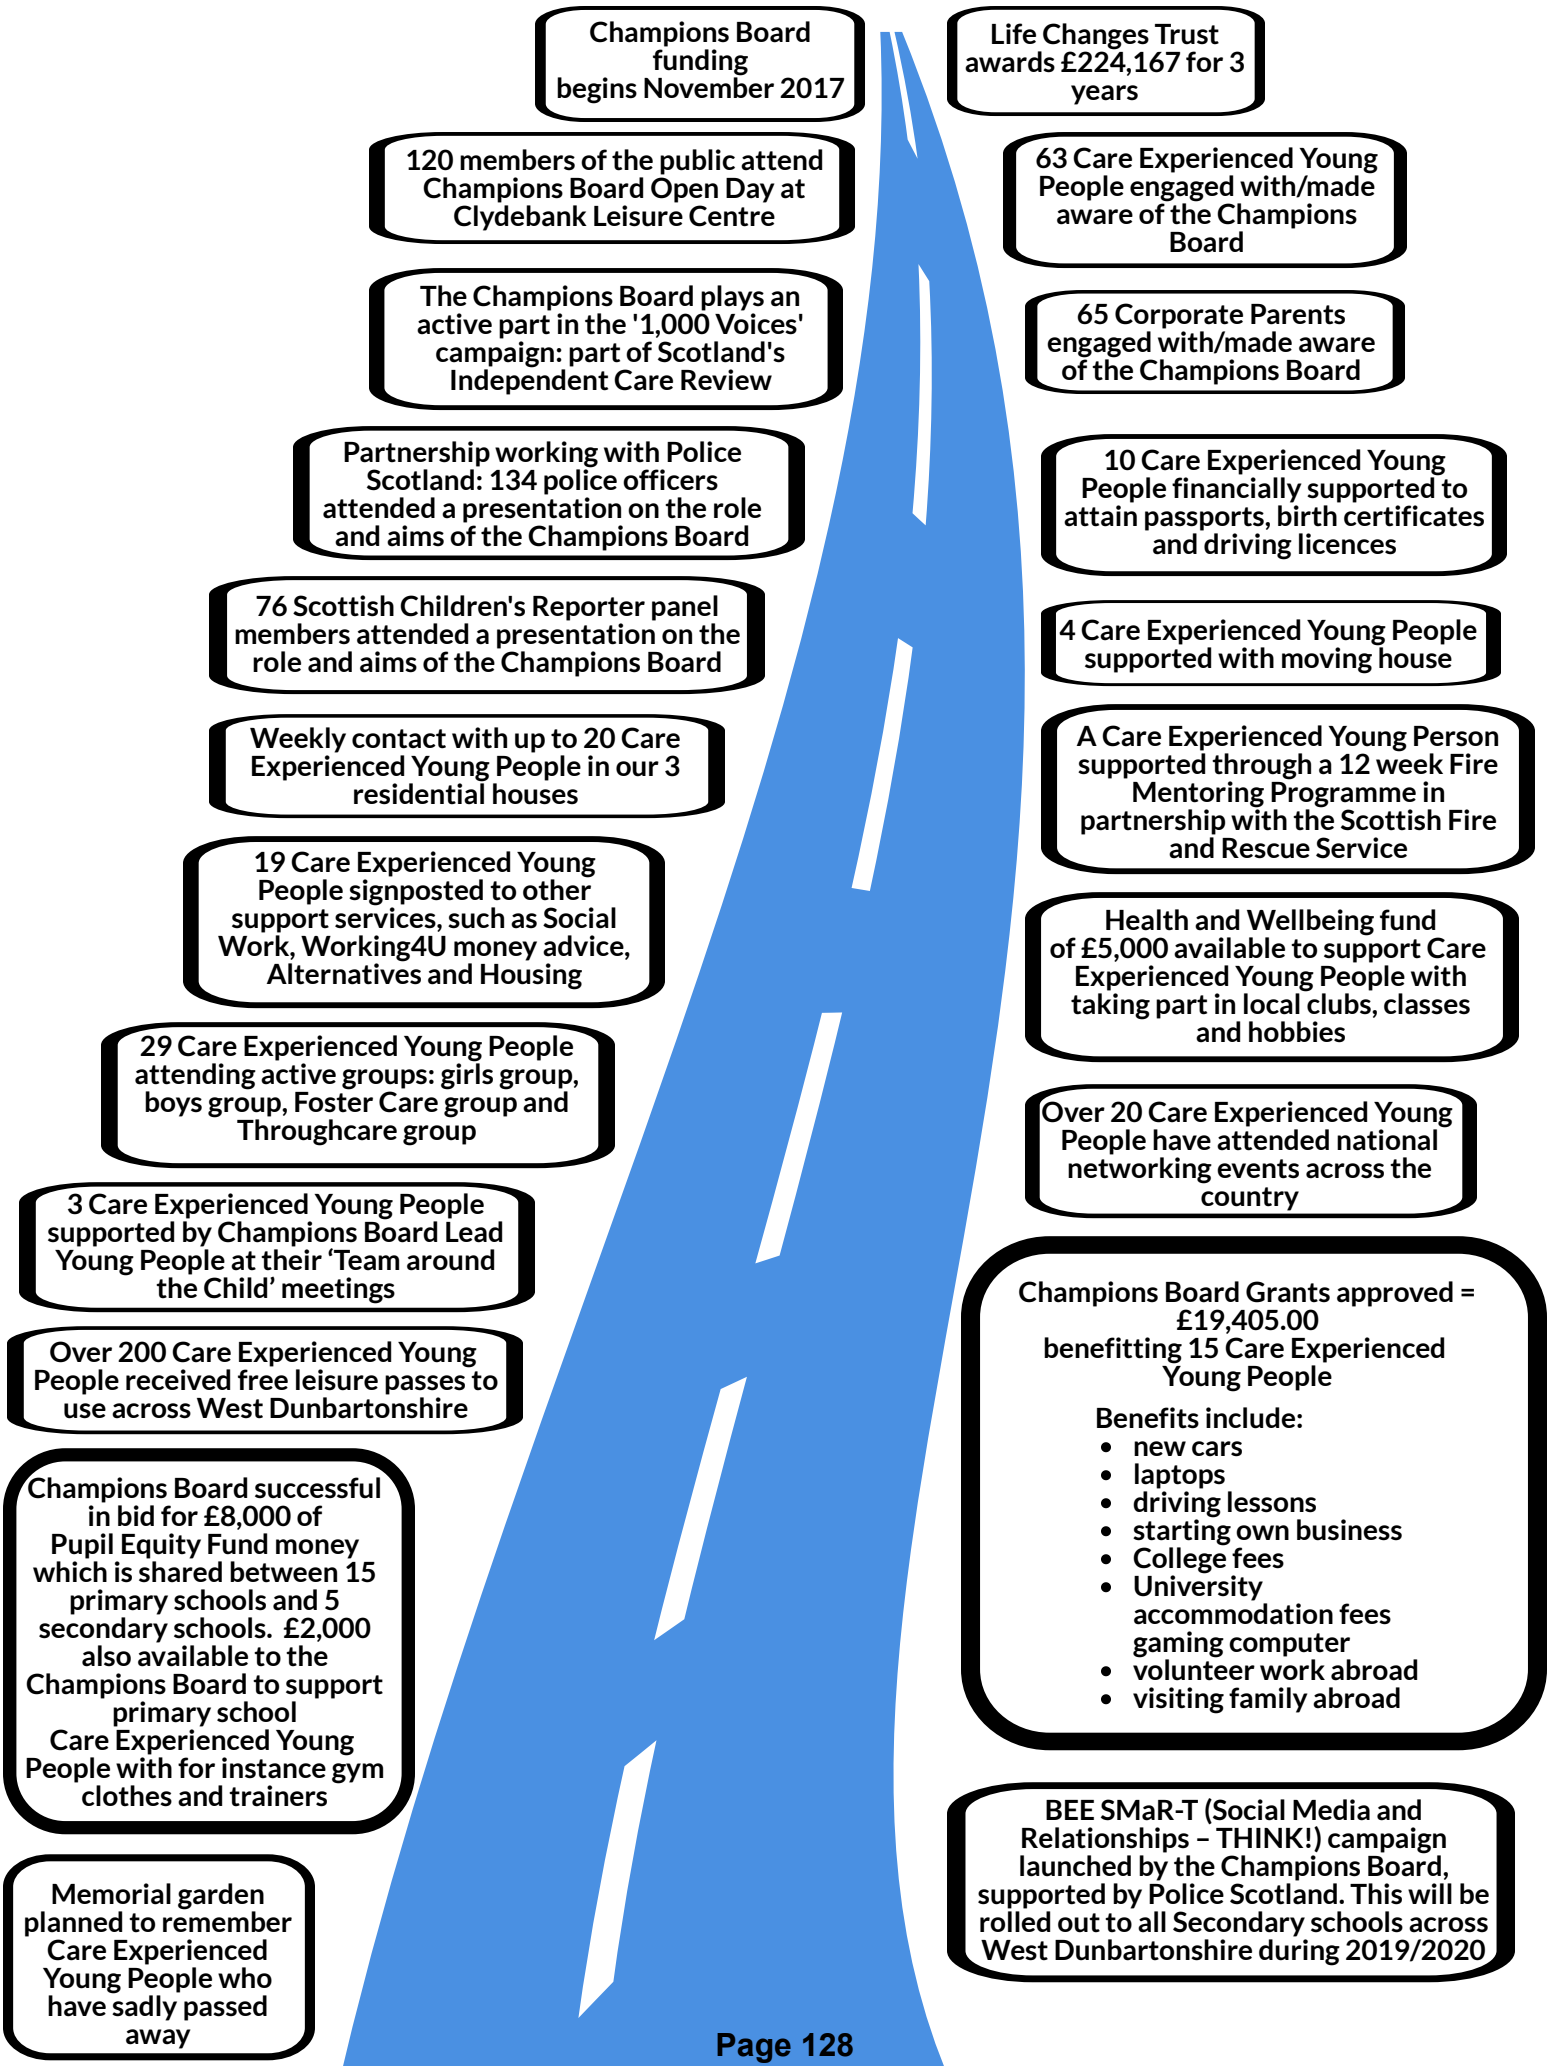 Champions Board
funding
begins November 2017
Life Changes Trust
awards £224,167 for 3
years
120 members of the public attend
Champions Board Open Day at
Clydebank Leisure Centre
63 Care Experienced Young
People engaged with/made
aware of the Champions
Board
The Champions Board plays an
active part in the '1,000 Voices'
campaign: part of Scotland's
Independent Care Review
65 Corporate Parents
engaged with/made aware
of the Champions Board
Partnership working with Police
Scotland: 134 police officers
attended a presentation on the role
and aims of the Champions Board
10 Care Experienced Young
People financially supported to
attain passports, birth certificates
and driving licences
76 Scottish Children's Reporter panel
members attended a presentation on the
role and aims of the Champions Board
4 Care Experienced Young People
supported with moving house
Weekly contact with up to 20 Care
Experienced Young People in our 3
residential houses
A Care Experienced Young Person
supported through a 12 week Fire
Mentoring Programme in
partnership with the Scottish Fire
and Rescue Service
19 Care Experienced Young
People signposted to other
support services, such as Social
Work, Working4U money advice,
Alternatives and Housing
Health and Wellbeing fund
of £5,000 available to support Care
Experienced Young People with
taking part in local clubs, classes
and hobbies
29 Care Experienced Young People
attending active groups: girls group,
boys group, Foster Care group and
Throughcare group
Over 20 Care Experienced Young
People have attended national
networking events across the
country
3 Care Experienced Young People
supported by Champions Board Lead
Young People at their ‘Team around
the Child’ meetings
Champions Board Grants approved =
£19,405.00
benefitting 15 Care Experienced
Young People
Benefits include:
• new cars
• laptops
• driving lessons
• starting own business
• College fees
• University
accommodation fees
gaming computer
• volunteer work abroad
• visiting family abroad
Over 200 Care Experienced Young
People received free leisure passes to
use across West Dunbartonshire
Champions Board successful
in bid for £8,000 of
Pupil Equity Fund money
which is shared between 15
primary schools and 5
secondary schools. £2,000
also available to the
Champions Board to support
primary school
Care Experienced Young
People with for instance gym
clothes and trainers
BEE SMaR-T (Social Media and
Relationships – THINK!) campaign
launched by the Champions Board,
supported by Police Scotland. This will be
rolled out to all Secondary schools across
West Dunbartonshire during 2019/2020
Memorial garden
planned to remember
Care Experienced
Young People who
have sadly passed
away
Page 128